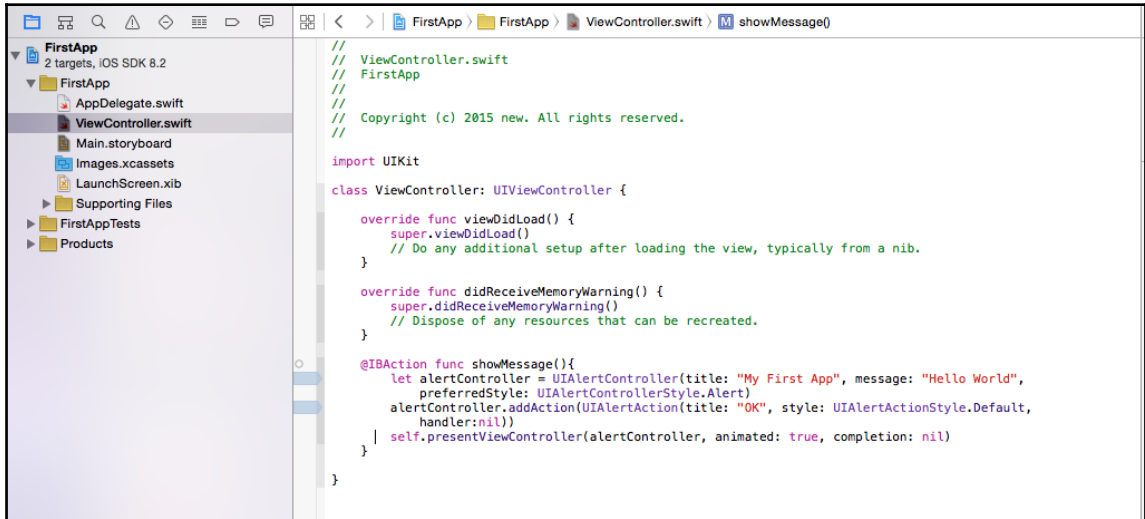 FirstApp
2 targets, iOS SDK 8.2
FirstApp
AppDelegate.swift
ViewController.swift
Main.storyboard
Images.xcassets
LaunchScreen.xib
Supporting Files
FirstAppTests
Products
FirstApp FirstApp ViewController.swift M showMessage()
//
// ViewController.swift
// FirstApp
//
//
// Copyright (c) 2015 new. All rights reserved.
//
import UIKit
class ViewController: UIViewController {
override func viewDidLoad() {
super.viewDidLoad()
// Do any additional setup after loading the view, typically from a nib.
}
override func didReceiveMemoryWarning() {
super.didReceiveMemoryWarning()
// Dispose of any resources that can be recreated.
}
@IBAction func showMessage(){
let alertController = UIAlertController(title: "My First App", message: "Hello World",
preferredStyle: UIAlertControllerStyle.Alert)
alertController.addAction(UIAlertAction(title: "OK", style: UIAlertActionStyle.Default,
handler:nil))
self.presentViewController(alertController, animated: true, completion: nil)
}
}